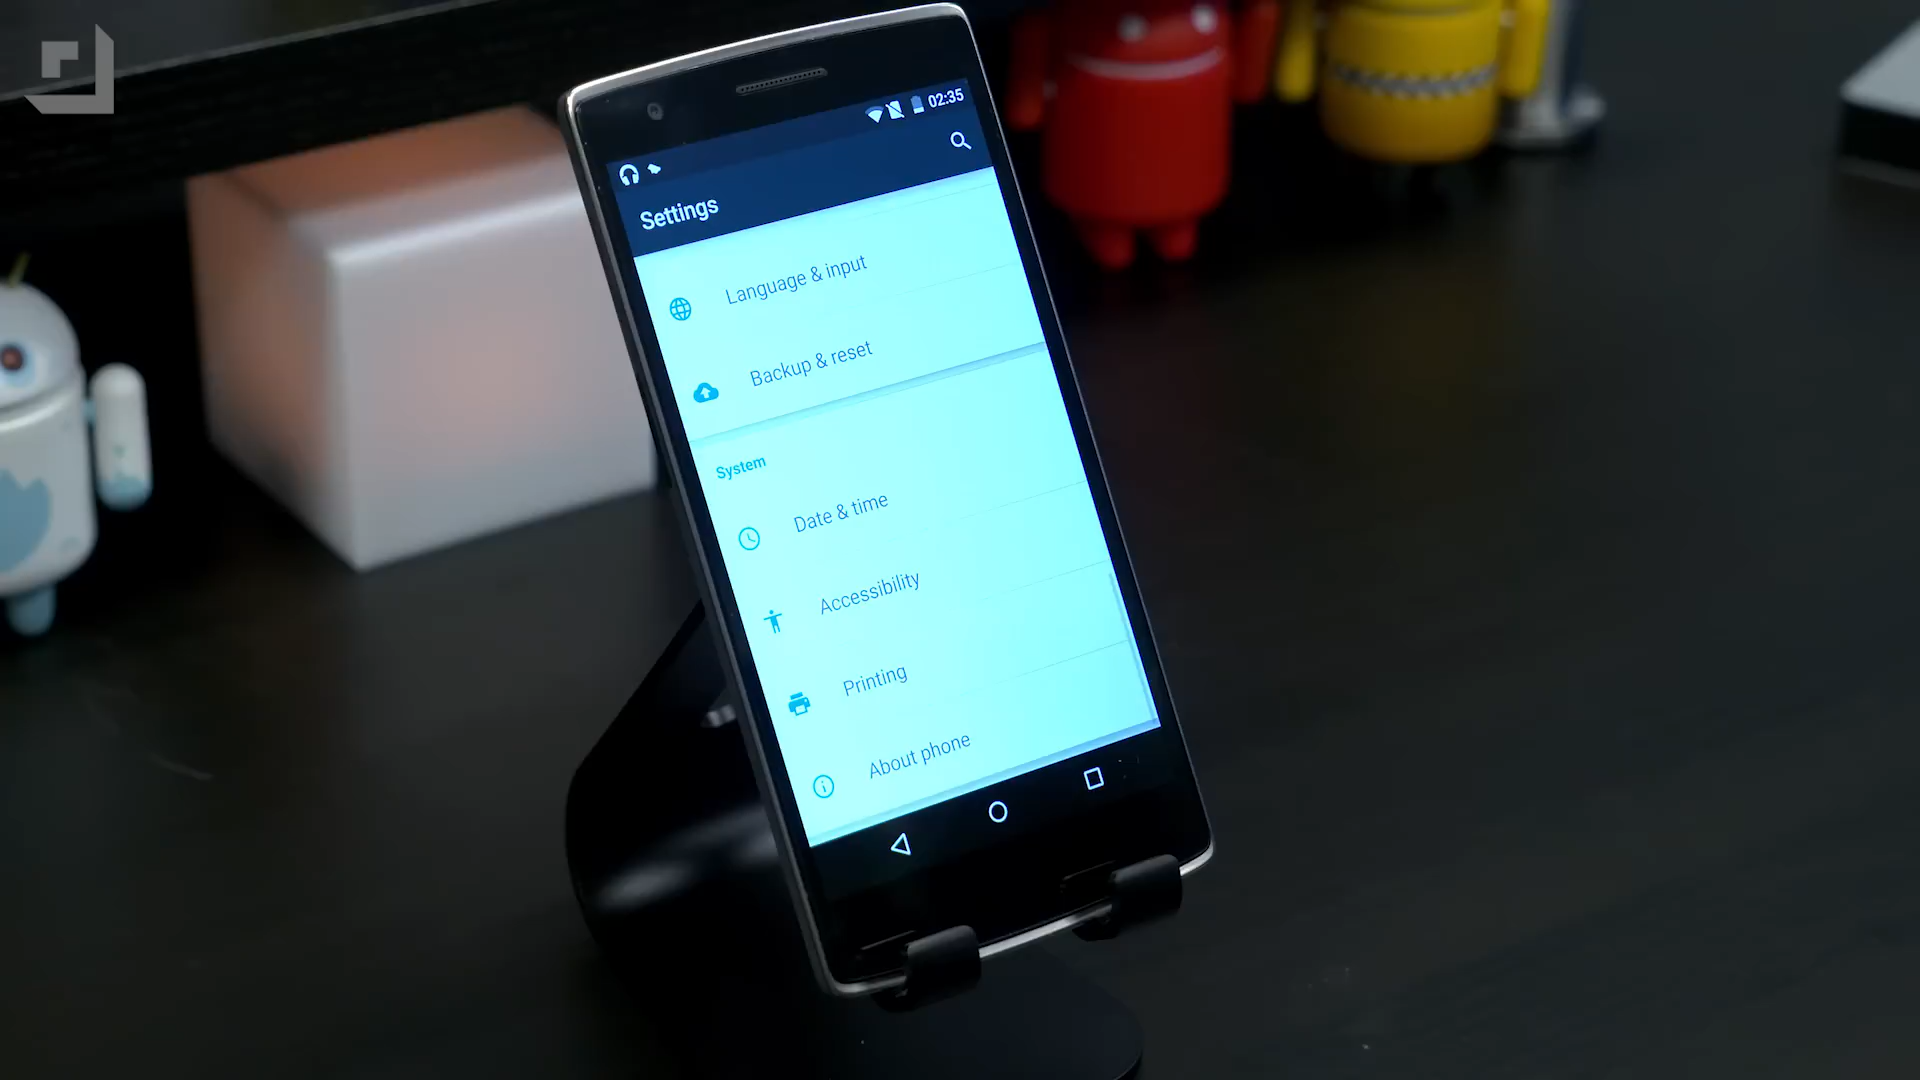 02:35
Settings
Language & input
Backup & reset
System
Date & time
Accessibility
Printing
About phone